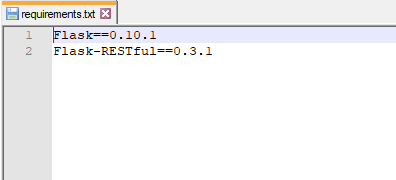 requirements.txt
1 Flask==0.10.1
2 Flask-RESTful==0.3.1